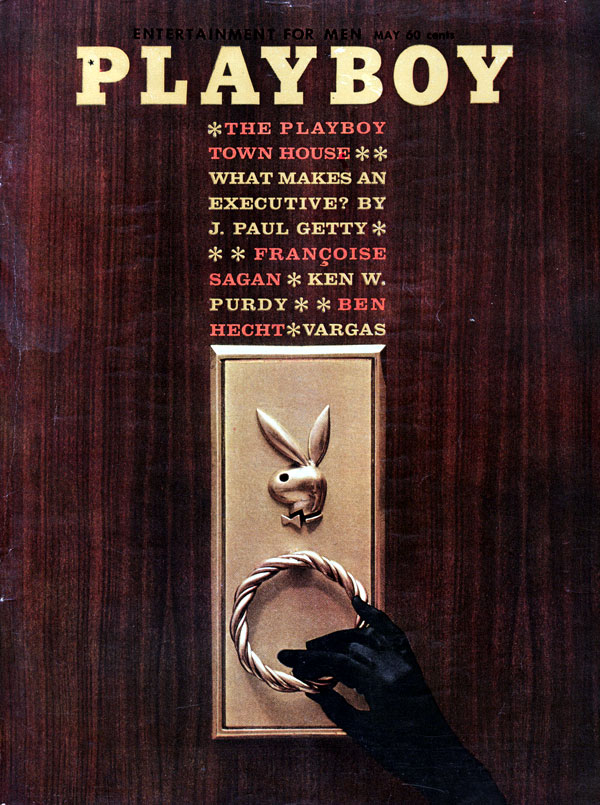 ENTERTAINMENT FOR MEN MAY 60 cents
PLAYBOY
*THE PLAYBOY
TOWN HOUSE **
WHAT MAKES AN
EXECUTIVE? BY
J. PAUL GETTY *
* * FRANÇOISE
SAGAN * KEN W.
PURDY * * BEN
HECHT*VARGAS